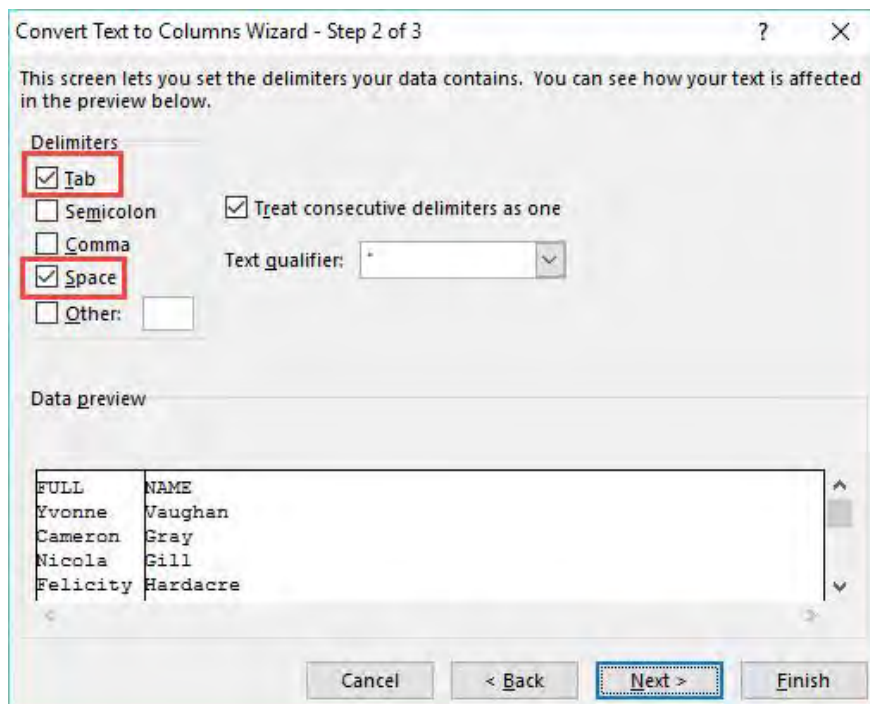 Convert Text to Columns Wizard - Step 2 of 3 ?
This screen lets you set the delimiters your data contains. You can see how your text is affected
in the preview below.
Delimiters
Tab
Semicolon
Comma
Space
Other:
Treat consecutive delimiters as one
Text qualifier: "
Data preview
FULL NAME
Yvonne Vaughan
Cameron Gray
Nicola Gill
Felicity Hardacre
Cancel < Back Next > Finish